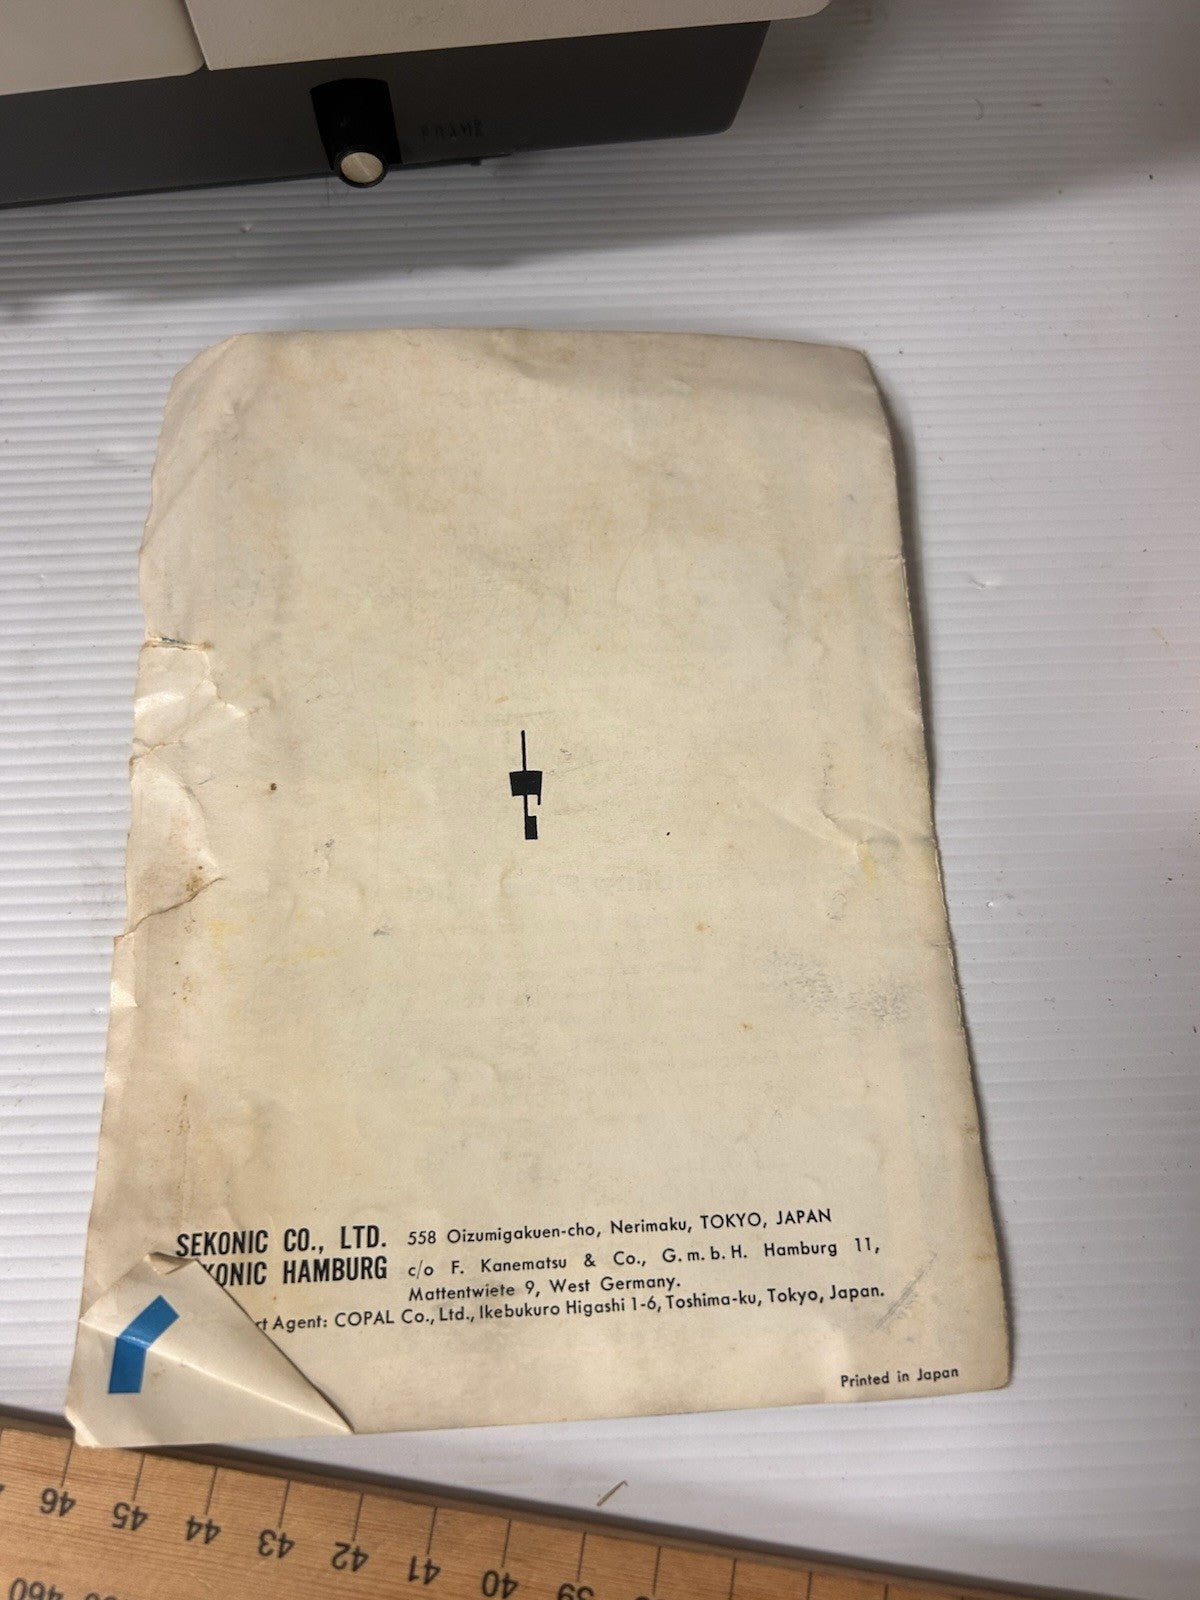 FRAME
SEKONIC CO., LTD. 558 Oizumigakuen-cho, Nerimaku, TOKYO, JAPAN
KONIC HAMBURG c/o F. Kanematsu & Co., G.m.b.H. Hamburg 11,
Mattentwiete 9, West Germany.
rt Agent: COPAL Co., Ltd., Ikebukuro Higashi 1-6, Toshima-ku, Tokyo, Japan.
Printed in Japan
46 45 44 43 42 41 40 39
460